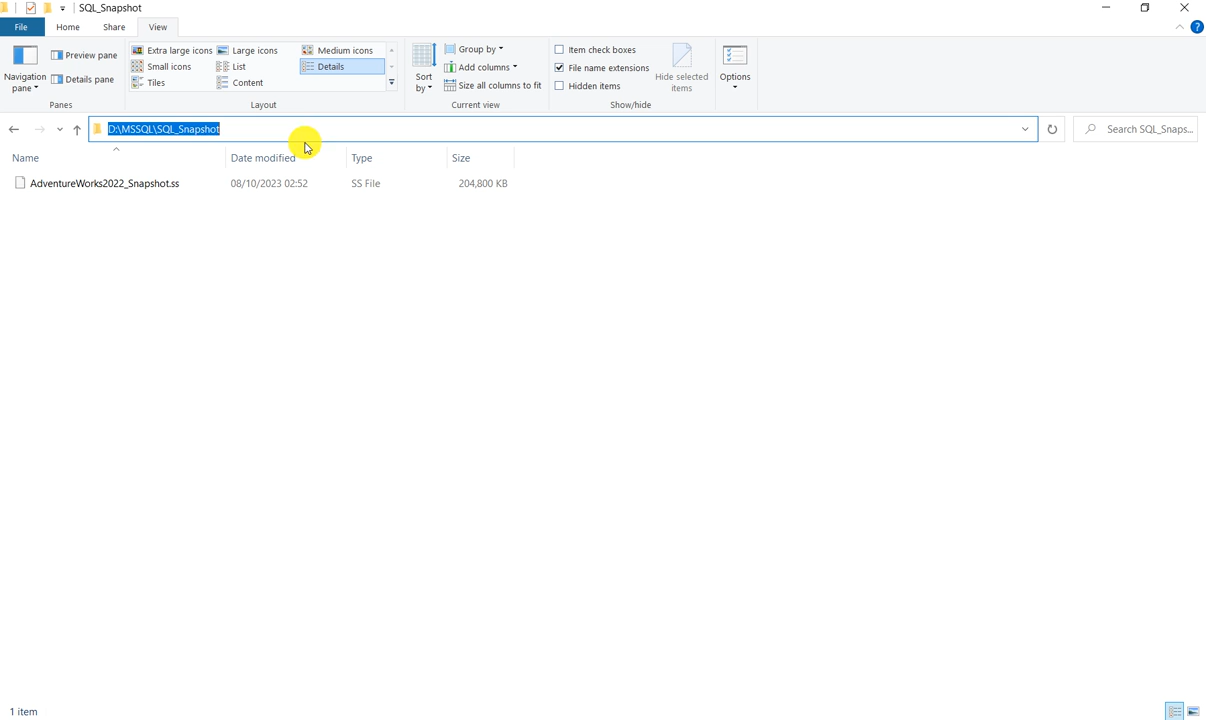 SQL_Snapshot
File Home Share View
Navigation pane
Preview pane
Details pane
Panes
Extra large icons Large icons Medium icons
Small icons List Details
Tiles Content
Layout
Sort by
Group by
Add columns
Size all columns to fit
Current view
Item check boxes
File name extensions
Hidden items
Hide selected items
Show/hide
Options
D:\MSSQL\SQL_Snapshot
Search SQL_Snaps...
Name Date modified Type Size
AdventureWorks2022_Snapshot.ss 08/10/2023 02:52 SS File 204,800 KB
1 item